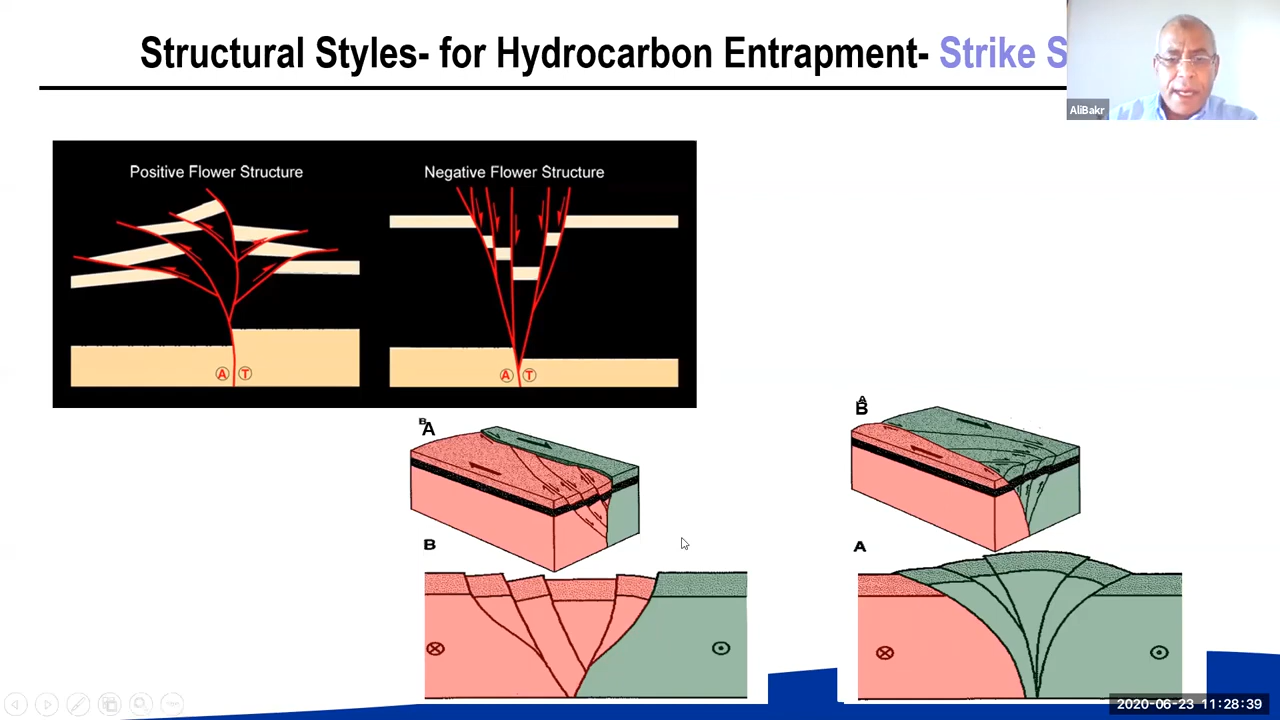 Structural Styles- for Hydrocarbon Entrapment- Strike S
AliBakr
Positive Flower Structure
Negative Flower Structure
A T
A T
B
A
A
B
B
A
2020-06-23 11:28:39